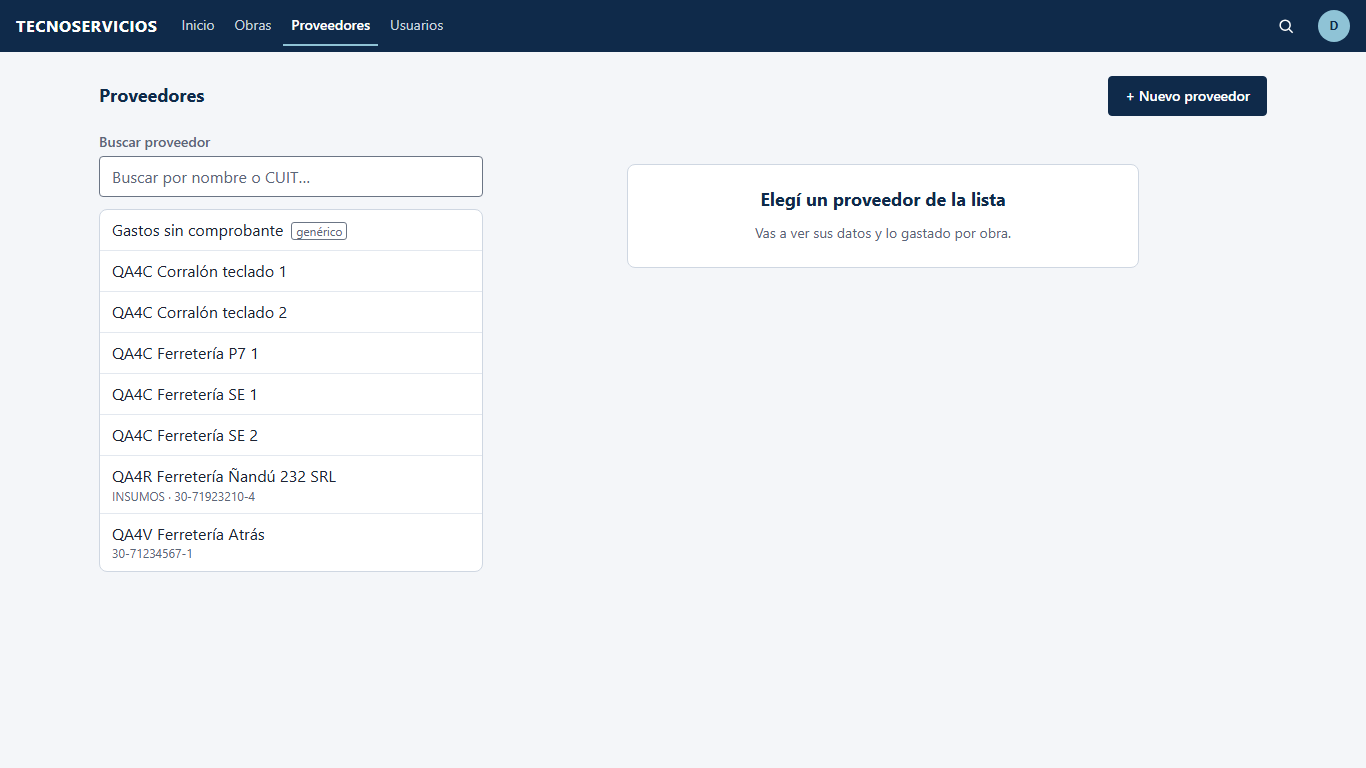 TECNOSERVICIOS Inicio Obras Proveedores Usuarios D
Proveedores
+ Nuevo proveedor
Buscar proveedor
Buscar por nombre o CUIT...
Gastos sin comprobante genérico
QA4C Corralón teclado 1
QA4C Corralón teclado 2
QA4C Ferretería P7 1
QA4C Ferretería SE 1
QA4C Ferretería SE 2
QA4R Ferretería Ñandú 232 SRL
INSUMOS · 30-71923210-4
QA4V Ferretería Atrás
30-71234567-1
Elegí un proveedor de la lista
Vas a ver sus datos y lo gastado por obra.